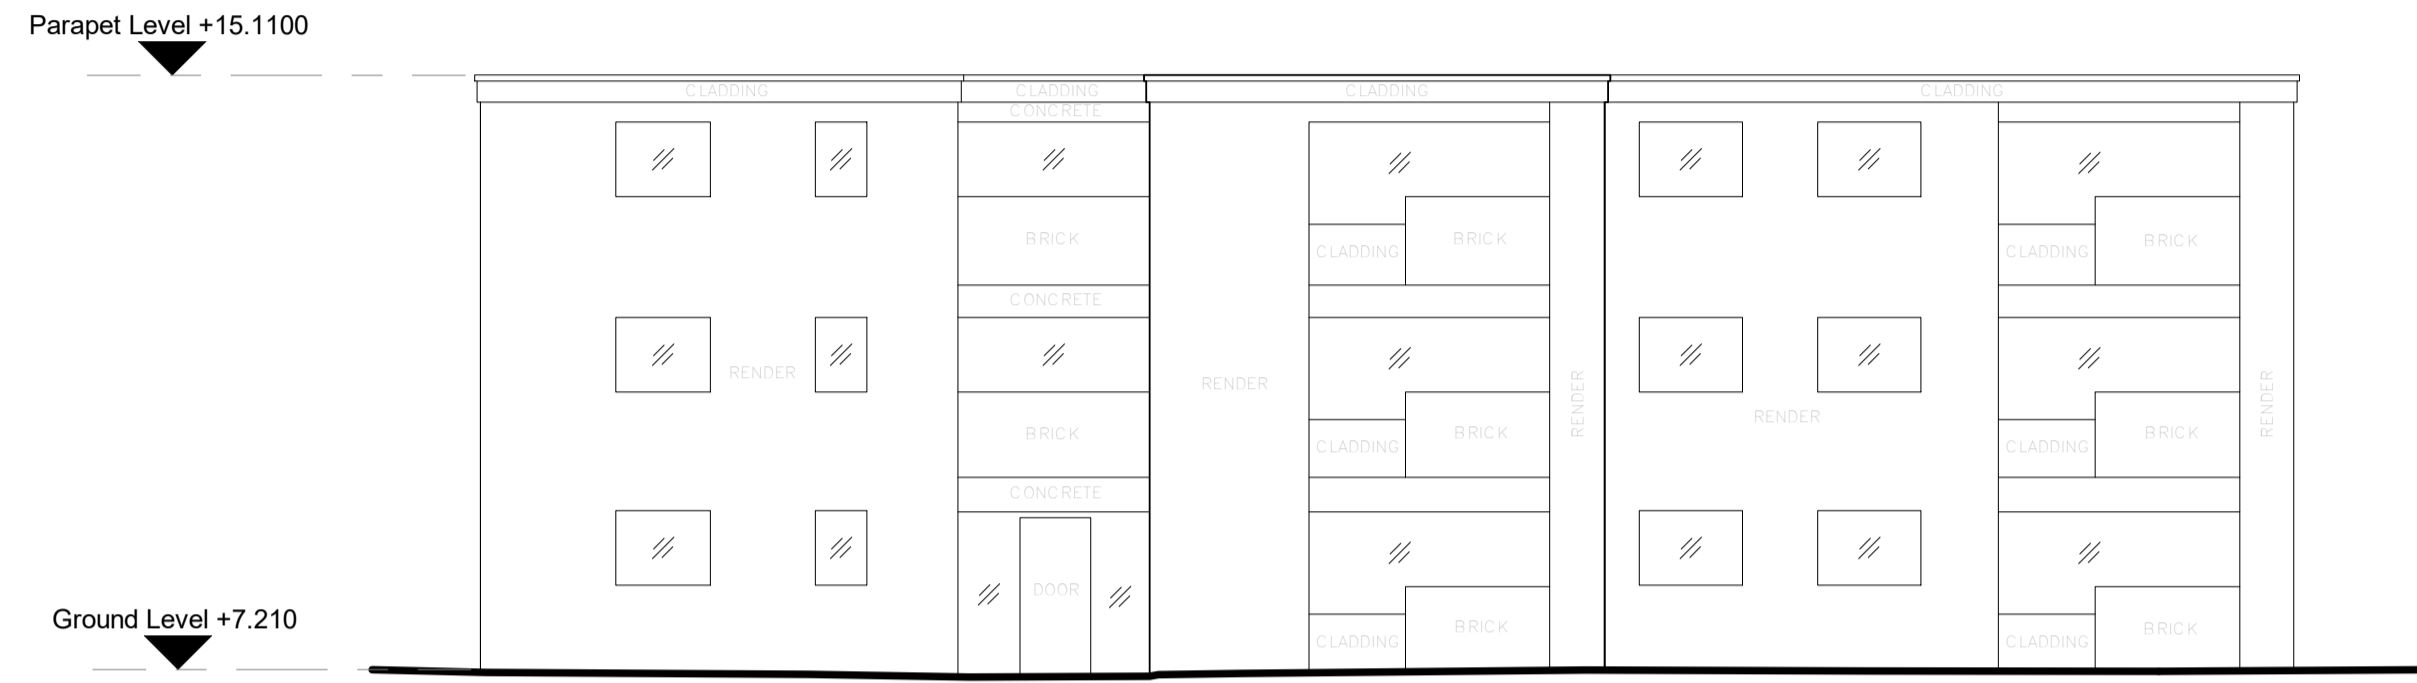 Parapet Level +15.1100
CLADDING CLADDING CLADDING CLADDING
CONCRETE
BRICK BRICK BRICK
CLADDING CLADDING
CONCRETE
RENDER RENDER RENDER RENDER RENDER
BRICK BRICK BRICK
CLADDING CLADDING
CONCRETE
DOOR
Ground Level +7.210
BRICK BRICK
CLADDING CLADDING
RENDER